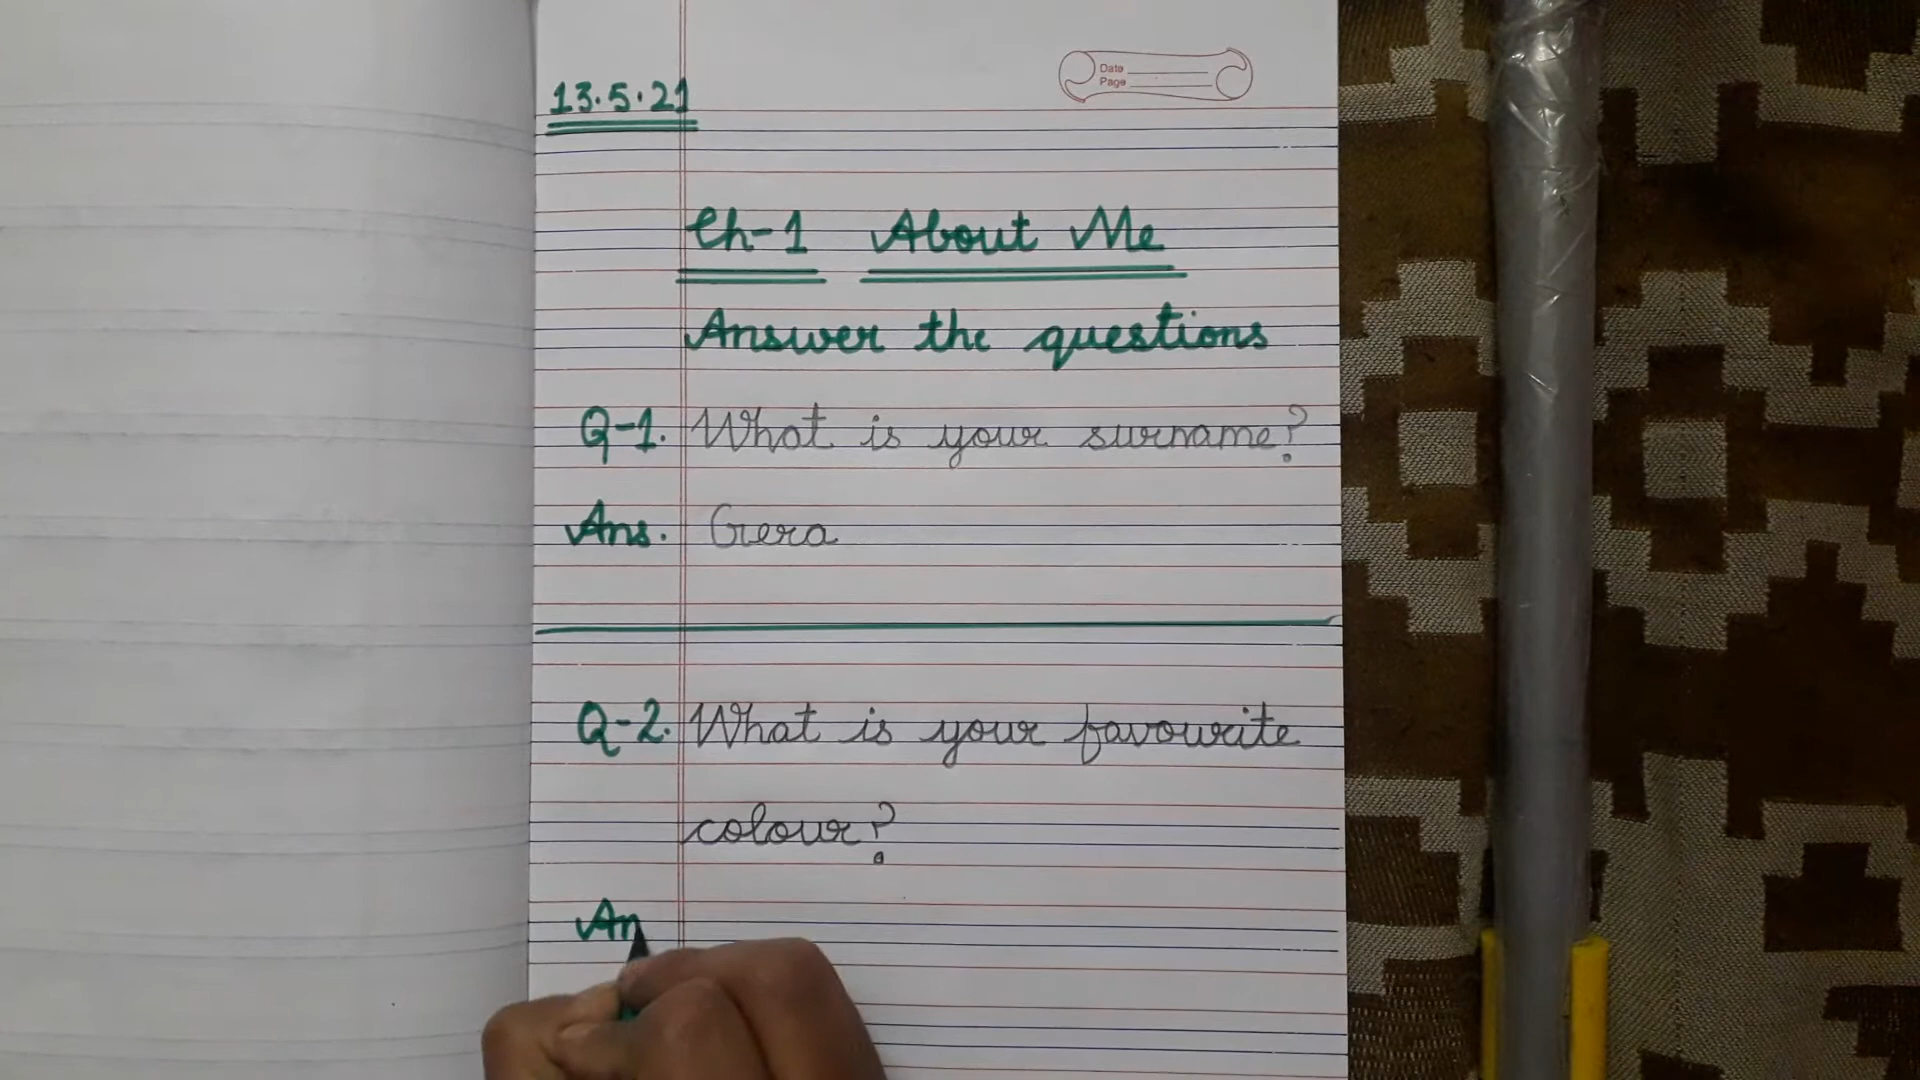 Date
Page
13.5.21
Ch-1 About Me
Answer the questions
Q-1. What is your surname?
Ans. Gera
Q-2. What is your favourite
colour?
An